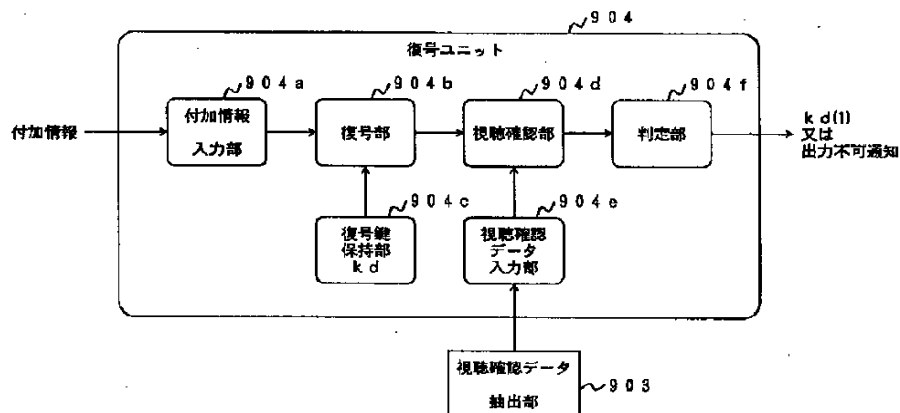 904
復号ユニット
904a
904b
904d
904f
付加情報
付加情報
入力部
復号部
視聴確認部
判定部
kd(1)
又は
出力不可通知
904c
904e
復号鍵
保持部
kd
視聴確認
データ
入力部
視聴確認データ
抽出部
903